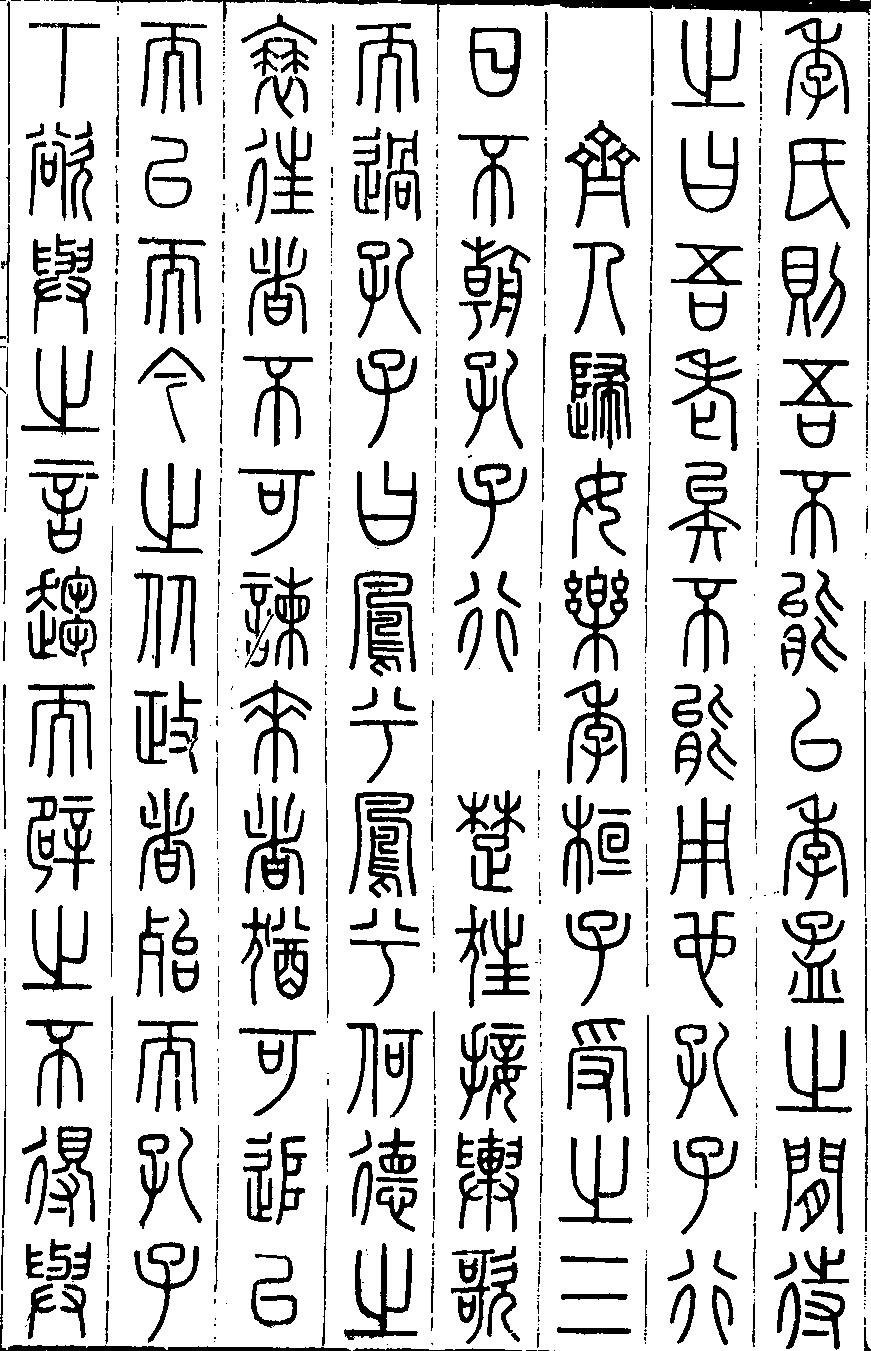 季氏則吾不能以季孟之閒待
之曰吾老矣不能用也孔子行
齊人歸女樂季桓子受之三
日不朝孔子行　楚狂接輿歌
而過孔子曰鳳兮鳳兮何德之
衰往者不可諫來者猶可追已
而已而今之从政者殆而孔子
下欲與之言趨而辟之不得與